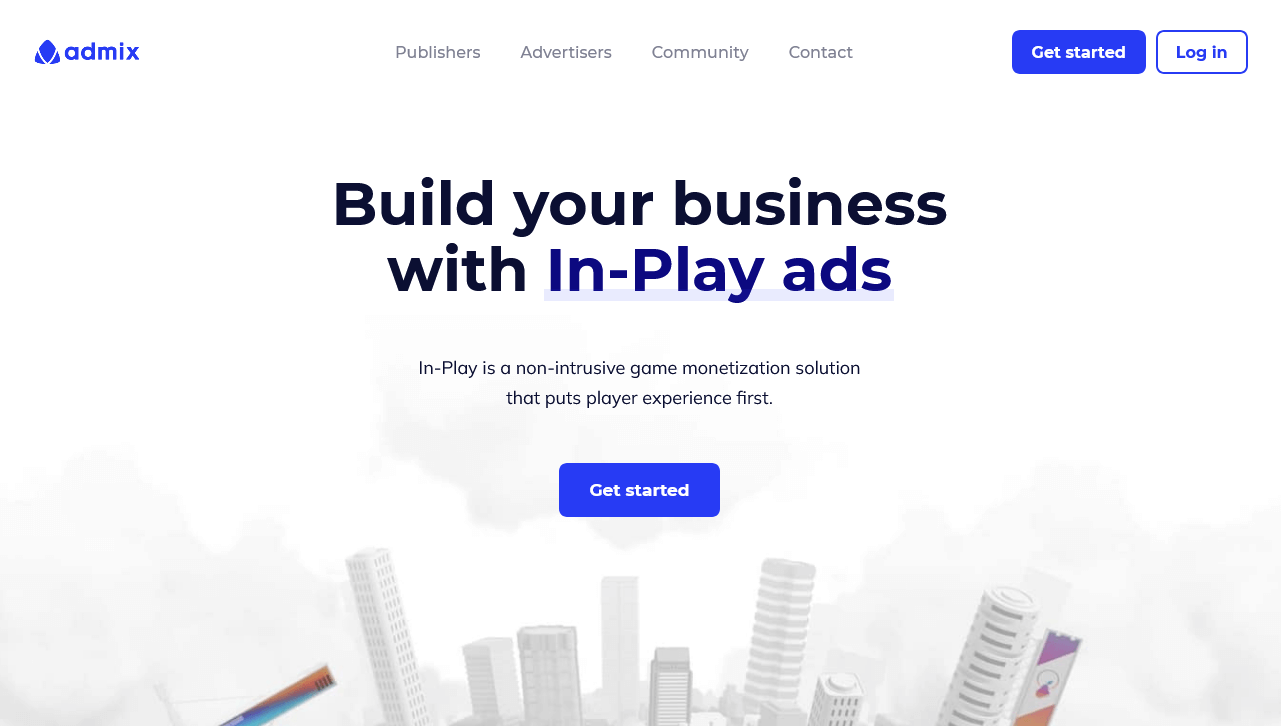 admix
Publishers
Advertisers
Community
Contact
Get started
Log in
Build your business
with In-Play ads
In-Play is a non-intrusive game monetization solution
that puts player experience first.
Get started